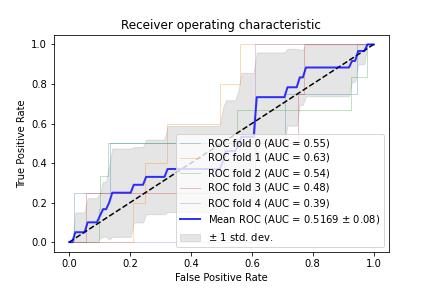 Receiver operating characteristic
1.0
0.8
0.6
0.4
0.2
0.0
True Positive Rate
ROC fold 0 (AUC = 0.55)
ROC fold 1 (AUC = 0.63)
ROC fold 2 (AUC = 0.54)
ROC fold 3 (AUC = 0.48)
ROC fold 4 (AUC = 0.39)
Mean ROC (AUC = 0.5169 ± 0.08)
± 1 std. dev.
0.0 0.2 0.4 0.6 0.8 1.0
False Positive Rate